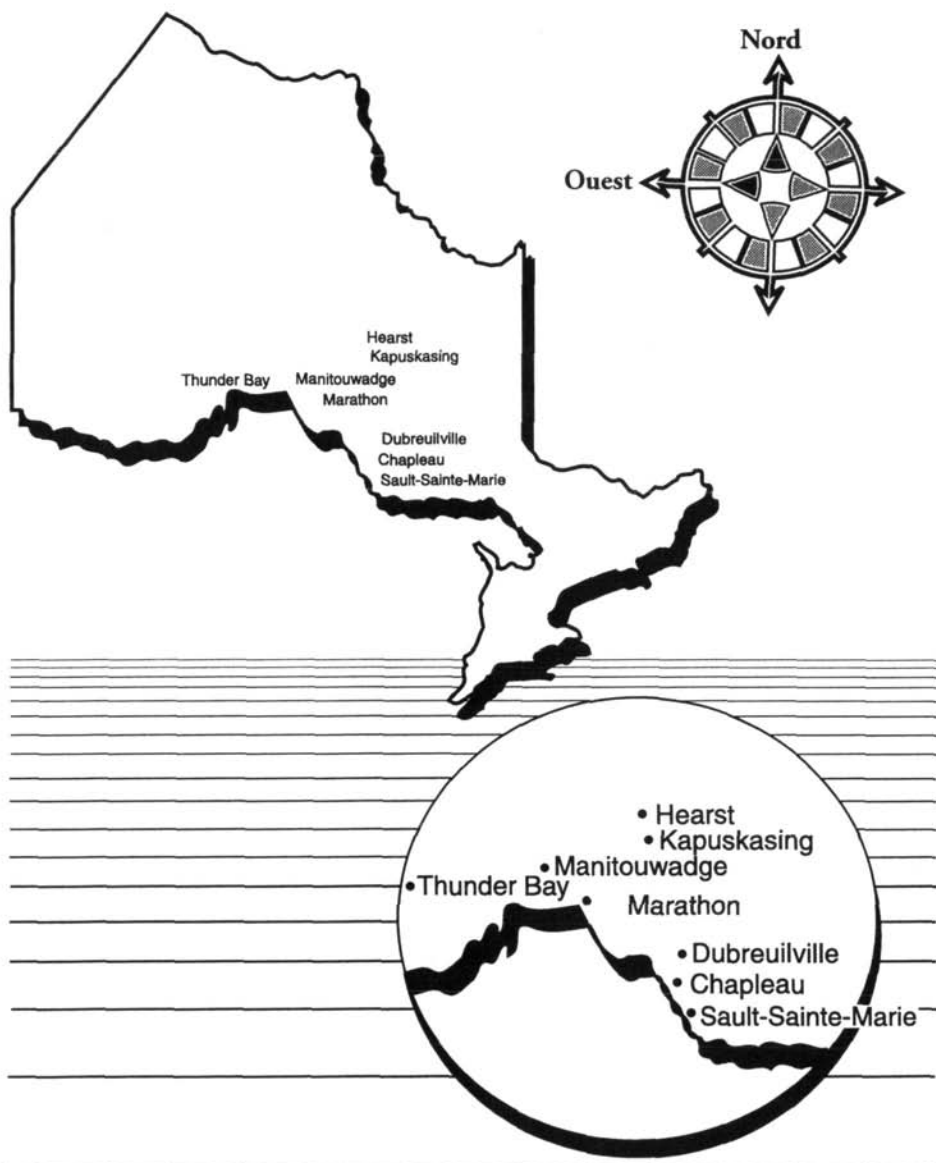 Nord
Ouest
Hearst
Kapuskasing
Thunder Bay
Manitouwadge
Marathon
Dubreuilville
Chapleau
Sault-Sainte-Marie
Hearst
Kapuskasing
Manitouwadge
Thunder Bay
Marathon
Dubreuilville
Chapleau
Sault-Sainte-Marie